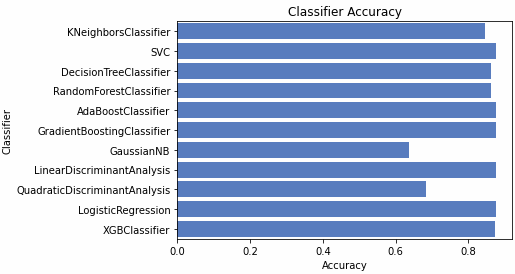 Classifier Accuracy
KNeighborsClassifier
SVC
DecisionTreeClassifier
RandomForestClassifier
AdaBoostClassifier
GradientBoostingClassifier
GaussianNB
LinearDiscriminantAnalysis
QuadraticDiscriminantAnalysis
LogisticRegression
XGBClassifier
Classifier
0.0 0.2 0.4 0.6 0.8
Accuracy